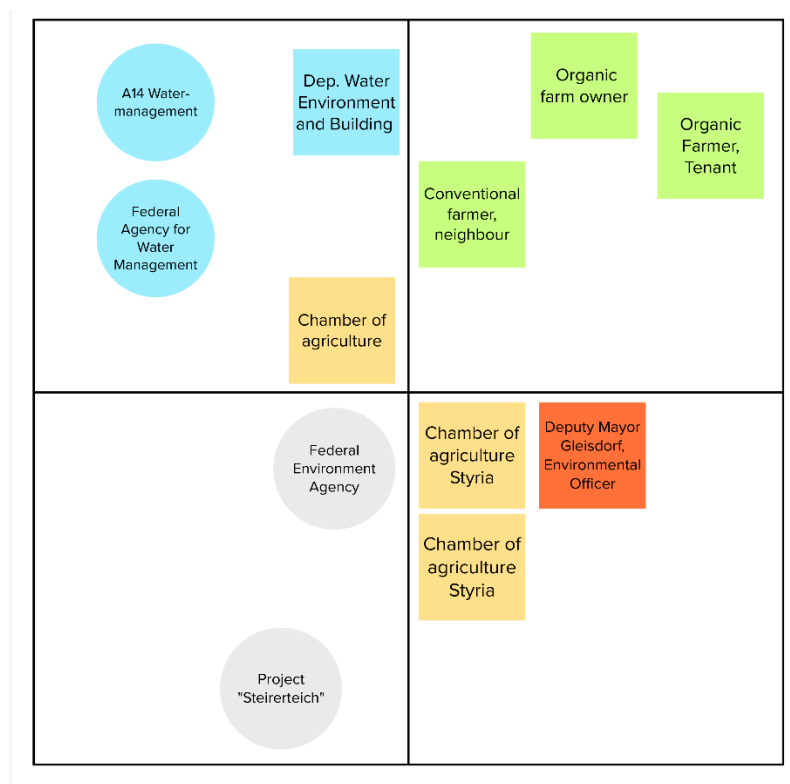 A14 Water-
management
Dep. Water
Environment
and Building
Organic
farm owner
Organic
Farmer,
Tenant
Federal
Agency for
Water
Management
Conventional
farmer,
neighbour
Chamber of
agriculture
Federal
Environment
Agency
Chamber of
agriculture
Styria
Deputy Mayor
Gleisdorf,
Environmental
Officer
Chamber of
agriculture
Styria
Project
"Steirerteich"